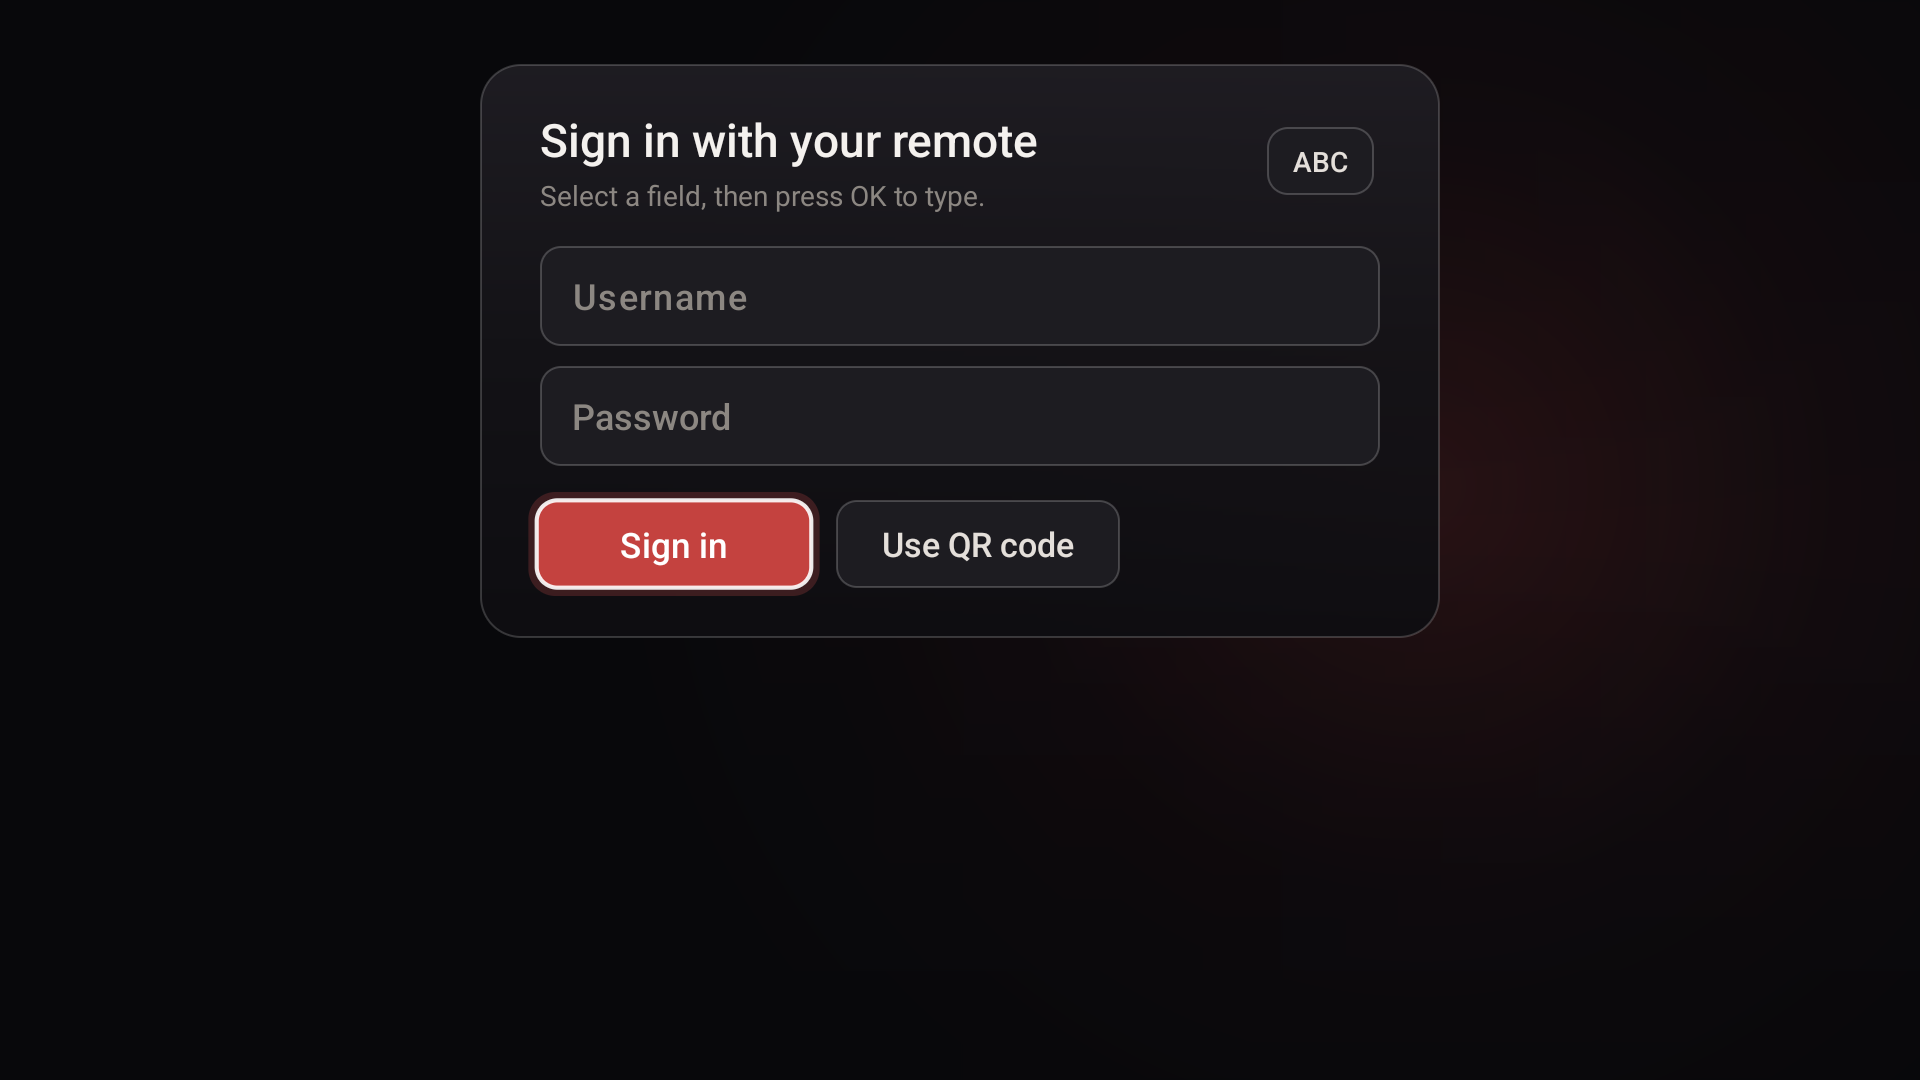 Sign in with your remote
Select a field, then press OK to type.
ABC
Username
Password
Sign in
Use QR code